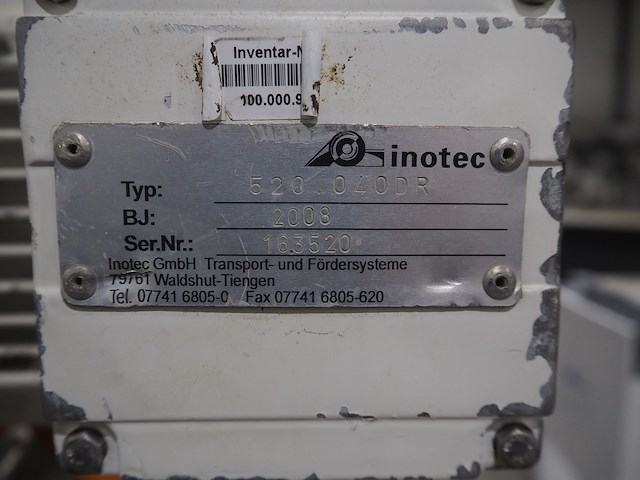 Inventar-N
100.000.9
inotec
Typ: 520.040DR
BJ: 2008
Ser.Nr.: 163520
Inotec GmbH Transport- und Fördersysteme
79761 Waldshut-Tiengen
Tel. 07741 6805-0 Fax 07741 6805-620